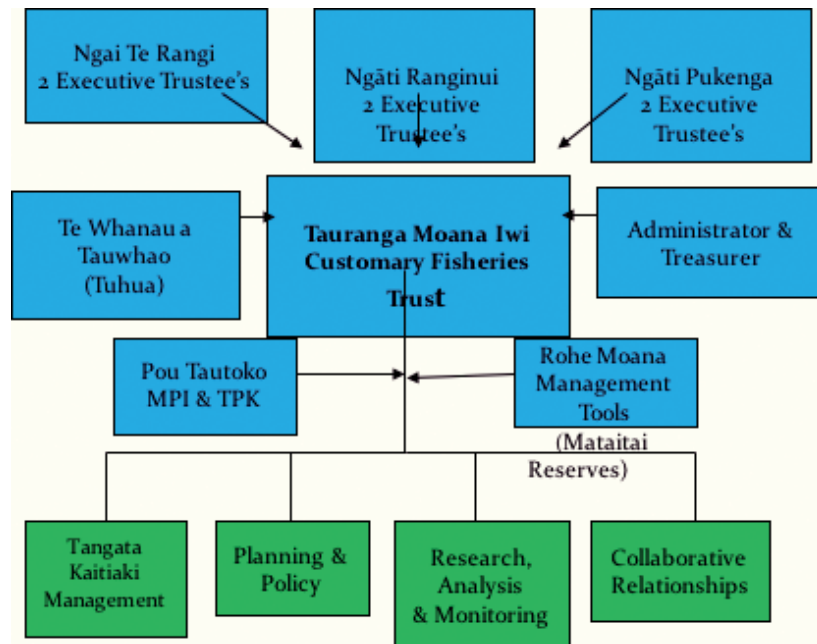 Ngai Te Rangi
2 Executive Trustee's
Ngāti Ranginui
2 Executive
Trustee's
Ngāti Pukenga
2 Executive
Trustee's
Te Whanau a
Tauwhao
(Tuhua)
Tauranga Moana Iwi
Customary Fisheries
Trust
Administrator &
Treasurer
Pou Tautoko
MPI & TPK
Rohe Moana
Management
Tools
(Mataitai
Reserves)
Tangata
Kaitiaki
Management
Planning &
Policy
Research,
Analysis
& Monitoring
Collaborative
Relationships